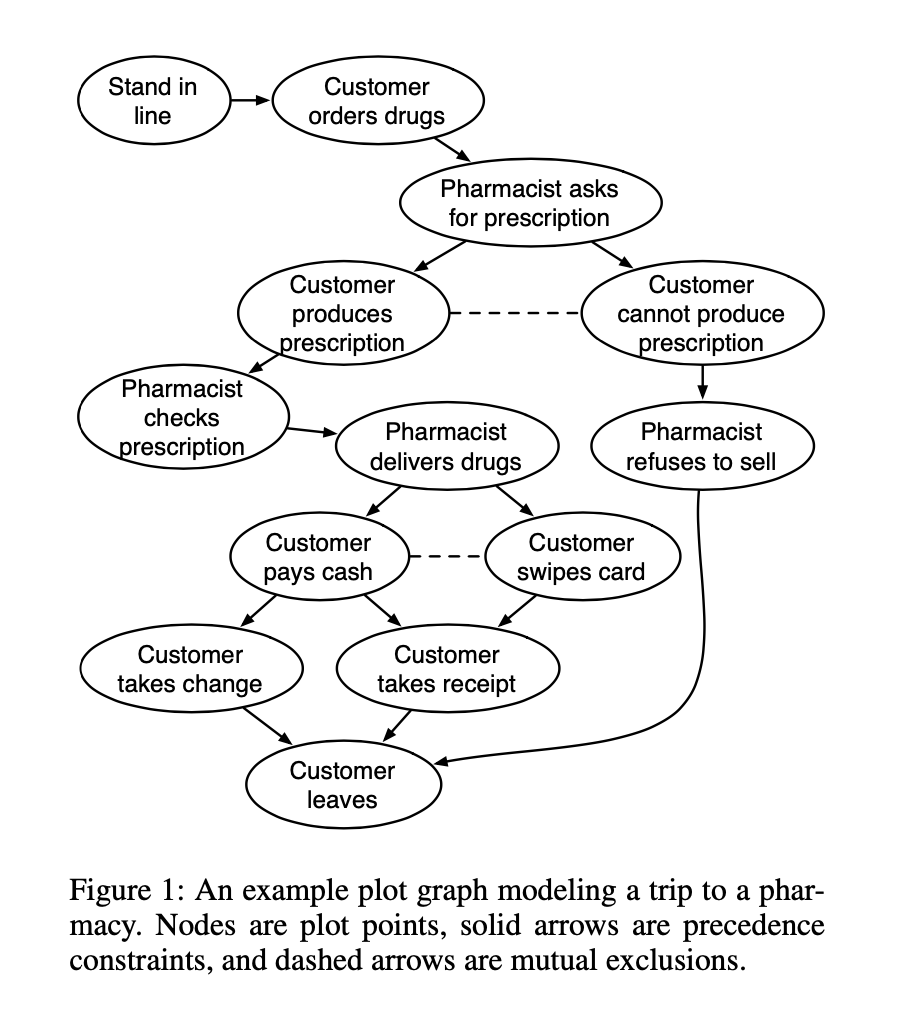 Stand in
line
Customer
orders drugs
Pharmacist asks
for prescription
Customer
produces
prescription
Customer
cannot produce
prescription
Pharmacist
checks
prescription
Pharmacist
delivers drugs
Pharmacist
refuses to sell
Customer
pays cash
Customer
swipes card
Customer
takes change
Customer
takes receipt
Customer
leaves
Figure 1: An example plot graph modeling a trip to a phar-
macy. Nodes are plot points, solid arrows are precedence
constraints, and dashed arrows are mutual exclusions.